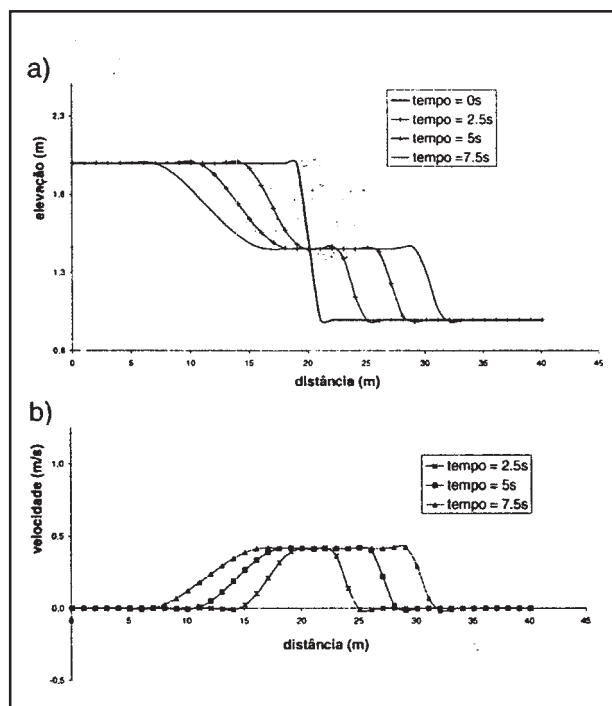 a)
elevação (m)
2,3
1,8
1,3
0,8
0
5
10
15
20
25
30
35
40
45
distância (m)
tempo = 0s
tempo = 2.5s
tempo = 5s
tempo =7.5s
b)
velocidade (m/s)
1,0
0,5
0,0
-0,5
0
5
10
15
20
25
30
35
40
45
distância (m)
tempo = 2.5s
tempo = 5s
tempo = 7.5s